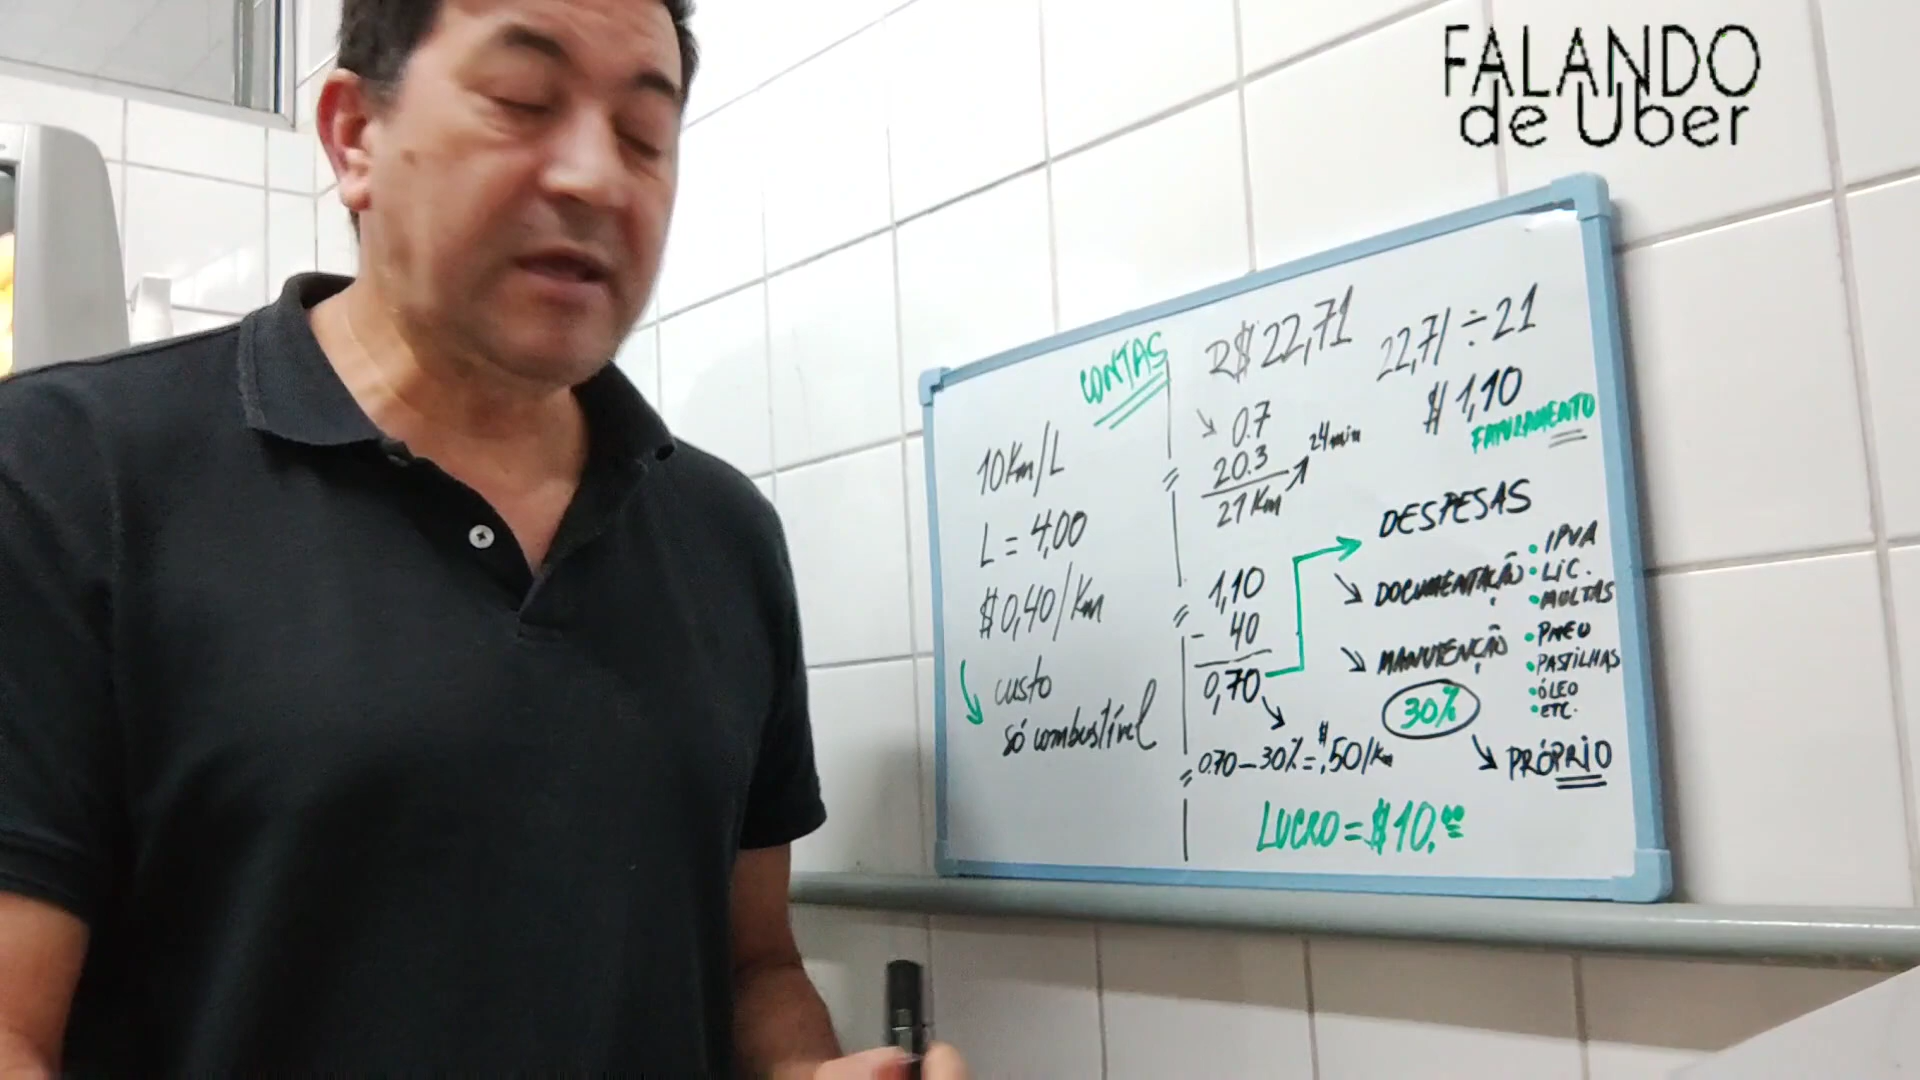 FALANDO
de Uber
CONTAS
10 Km/L
L = 4,00
$ 0,40/Km
custo
só combustível
R$ 22,71
0.7
20.3
21 Km
24 min
1,10
- 40
0,70
0.70 - 30% = $,50/Km
LUCRO = $ 10.00
22,71 ÷ 21
$ 1,10
FATURAMENTO
DESPESAS
DOCUMENTAÇÃO
• IPVA
• LIC.
• MULTAS
MANUTENÇÃO
• PNEU
• PASTILHAS
• ÓLEO
• ETC.
30%
PRÓPRIO